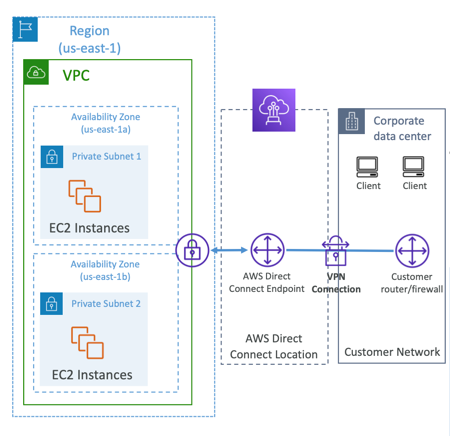 Region
(us-east-1)
VPC
Availability Zone
(us-east-1a)
Private Subnet 1
EC2 Instances
Availability Zone
(us-east-1b)
Private Subnet 2
EC2 Instances
AWS Direct
Connect Endpoint
AWS Direct
Connect Location
VPN
Connection
Corporate
data center
Client
Client
Customer
router/firewall
Customer Network